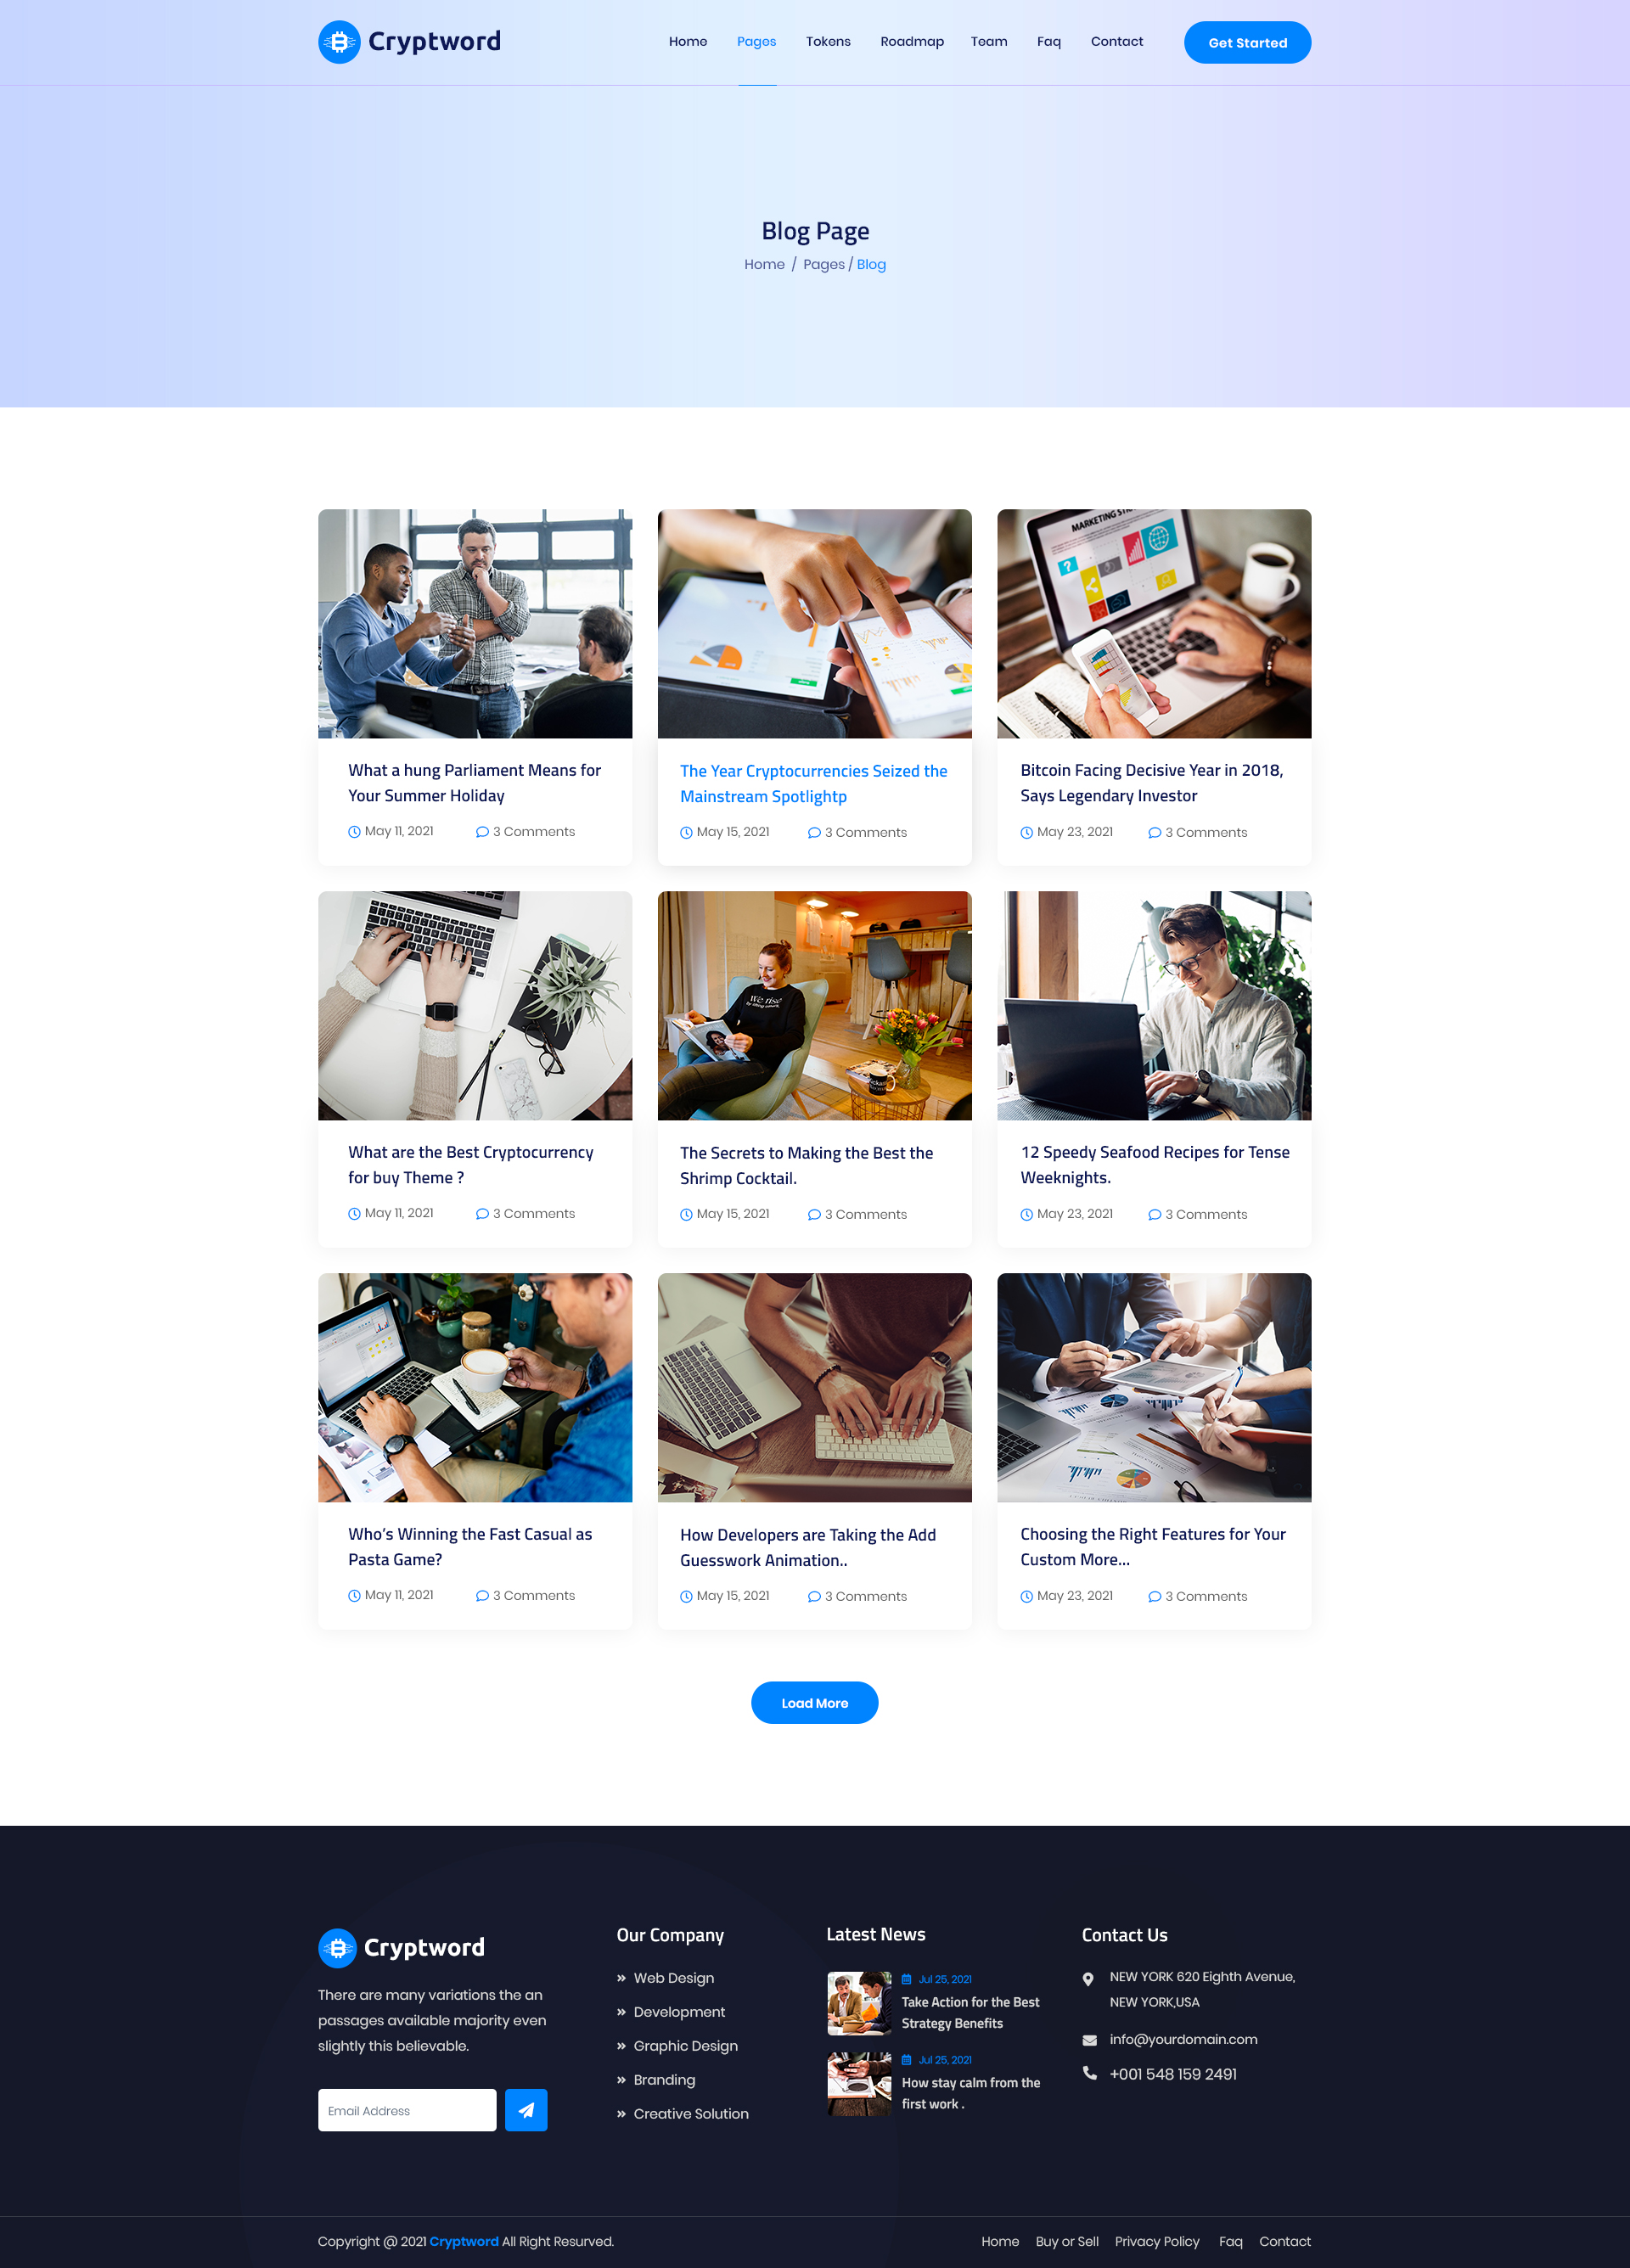 Cryptword
Home Pages Tokens Roadmap Team Faq Contact
Get Started
Blog Page
Home / Pages / Blog
MARKETING
What a hung Parliament Means for
Your Summer Holiday
May 11, 2021 3 Comments
The Year Cryptocurrencies Seized the
Mainstream Spotlightp
May 15, 2021 3 Comments
Bitcoin Facing Decisive Year in 2018,
Says Legendary Investor
May 23, 2021 3 Comments
We rise
What are the Best Cryptocurrency
for buy Theme ?
May 11, 2021 3 Comments
The Secrets to Making the Best the
Shrimp Cocktail.
May 15, 2021 3 Comments
12 Speedy Seafood Recipes for Tense
Weeknights.
May 23, 2021 3 Comments
Who’s Winning the Fast Casual as
Pasta Game?
May 11, 2021 3 Comments
How Developers are Taking the Add
Guesswork Animation..
May 15, 2021 3 Comments
Choosing the Right Features for Your
Custom More...
May 23, 2021 3 Comments
Load More
Cryptword
There are many variations the an
passages available majority even
slightly this believable.
Email Address
Our Company
Web Design
Development
Graphic Design
Branding
Creative Solution
Latest News
Jul 25, 2021
Take Action for the Best
Strategy Benefits
Jul 25, 2021
How stay calm from the
first work .
Contact Us
NEW YORK 620 Eighth Avenue,
NEW YORK,USA
info@yourdomain.com
+001 548 159 2491
Copyright @ 2021 Cryptword All Right Resurved.
Home Buy or Sell Privacy Policy Faq Contact